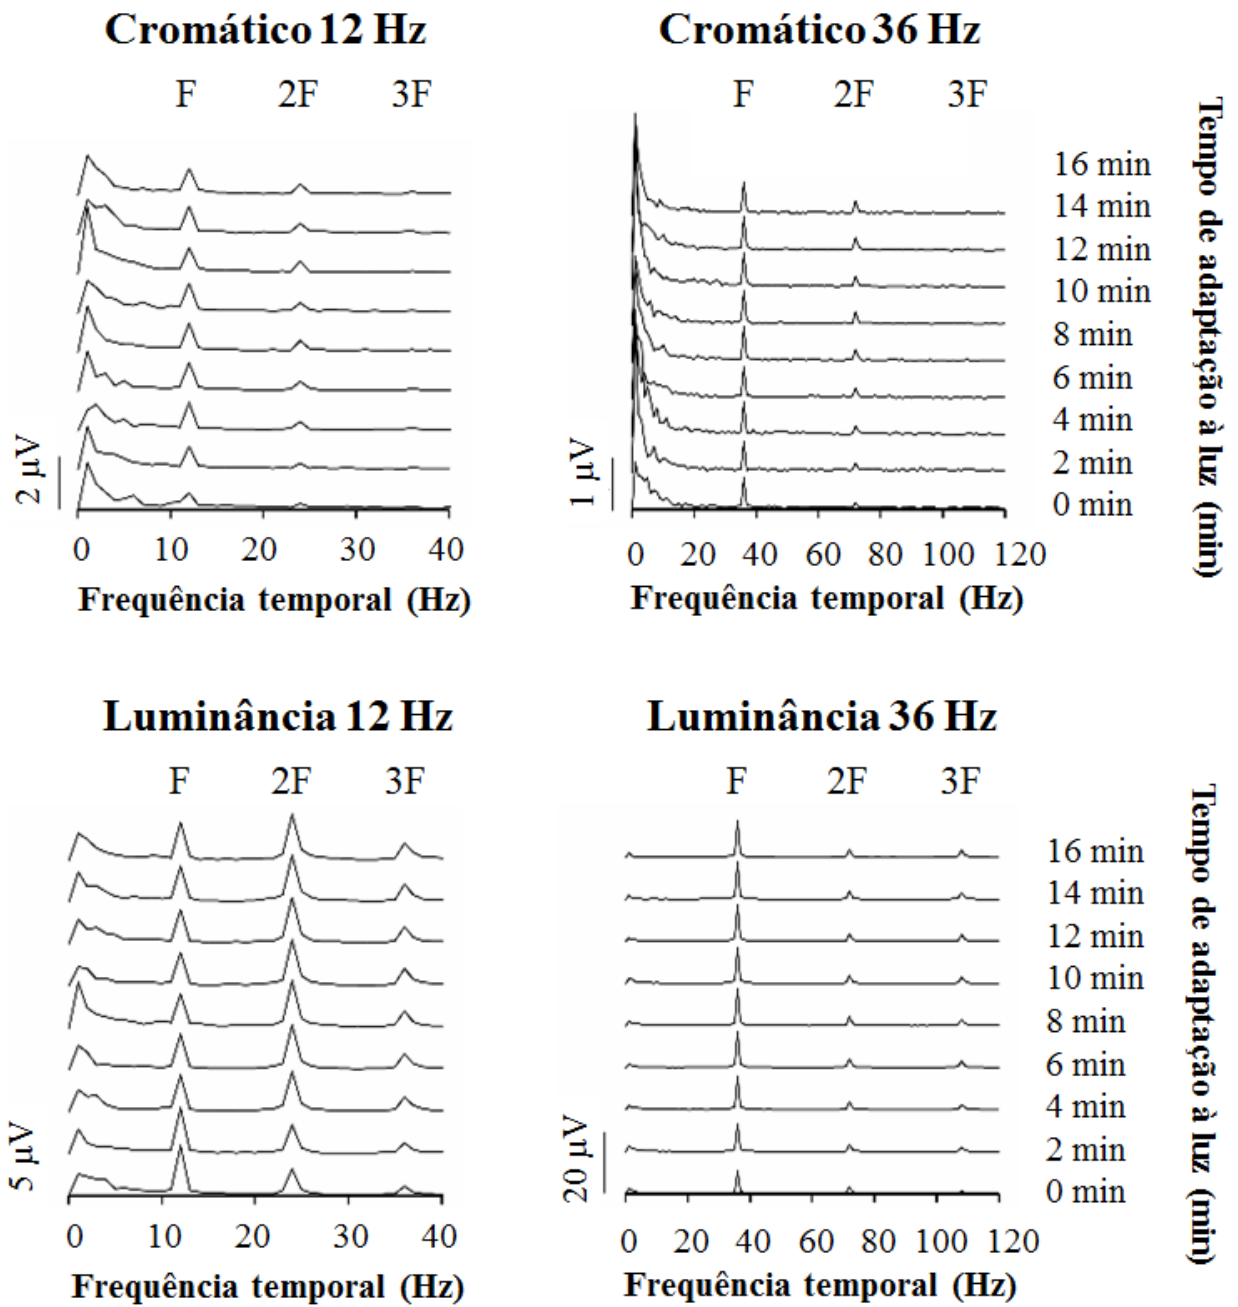 Cromático 12 Hz
F 2F 3F
2 µV
0 10 20 30 40
Frequência temporal (Hz)
Cromático 36 Hz
F 2F 3F
1 µV
16 min
14 min
12 min
10 min
8 min
6 min
4 min
2 min
0 min
Tempo de adaptação à luz (min)
0 20 40 60 80 100 120
Frequência temporal (Hz)
Luminância 12 Hz
F 2F 3F
5 µV
0 10 20 30 40
Frequência temporal (Hz)
Luminância 36 Hz
F 2F 3F
20 µV
16 min
14 min
12 min
10 min
8 min
6 min
4 min
2 min
0 min
Tempo de adaptação à luz (min)
0 20 40 60 80 100 120
Frequência temporal (Hz)